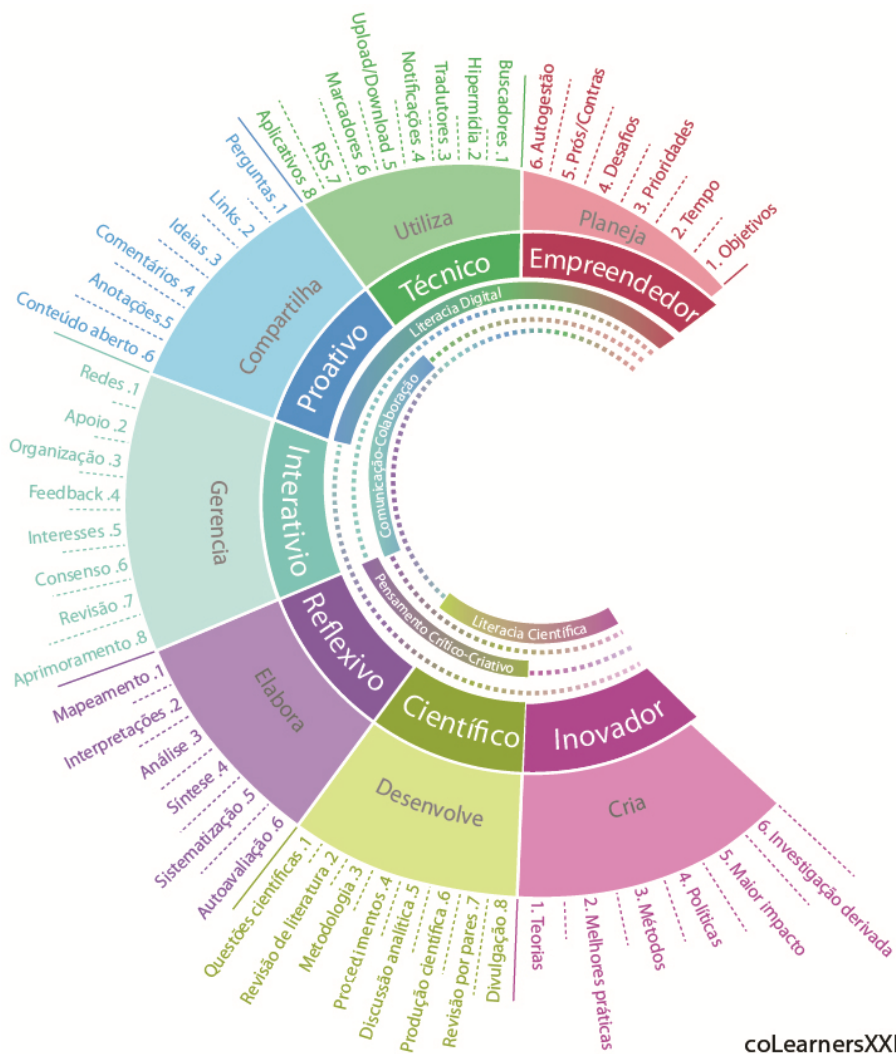 1. Objetivos
2. Tempo
3. Prioridades
4. Desafios
5. Prós/Contras
6. Autogestão
Planeja
Empreendedor
Buscadores .1
Hipermídia .2
Tradutores .3
Notificações .4
Upload/Download .5
Marcadores .6
RSS .7
Aplicativos .8
Utiliza
Técnico
Perguntas .1
Links .2
Ideias .3
Comentários .4
Anotações.5
Conteúdo aberto .6
Compartilha
Proativo
Redes .1
Apoio .2
Organização .3
Feedback .4
Interesses .5
Consenso .6
Revisão .7
Aprimoramento .8
Gerencia
Interativio
Mapeamento .1
Interpretações .2
Análise .3
Síntese .4
Sistematização .5
Autoavaliação .6
Elabora
Reflexivo
Questões científicas .1
Revisão de literatura .2
Metodologia .3
Procedimentos .4
Discussão analítica .5
Produção científica .6
Revisão por pares .7
Divulgação 8
Desenvolve
Científico
1. Teorias
2. Melhores práticas
3. Métodos
4. Políticas
5. Maior impacto
6. Investigação derivada
Cria
Inovador
Literacia Digital
Comunicação-Colaboração
Pensamento Crítico-Criativo
Literacia Científica
coLearnersXXI